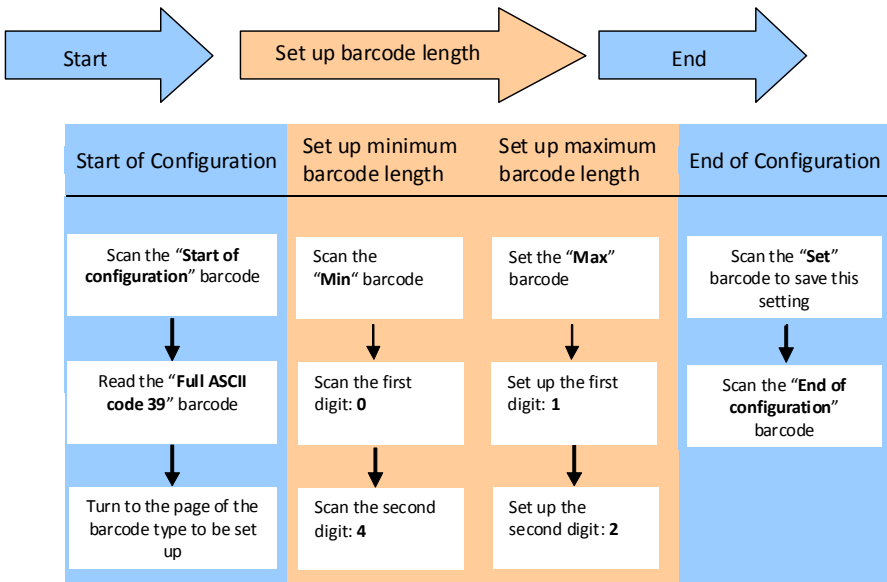 Start
Set up barcode length
End
Start of Configuration
Set up minimum
barcode length
Set up maximum
barcode length
End of Configuration
Scan the “Start of
configuration” barcode
Read the “Full ASCII
code 39” barcode
Turn to the page of the
barcode type to be set
up
Scan the
“Min“ barcode
Scan the first
digit: 0
Scan the second
digit: 4
Set the “Max”
barcode
Set up the first
digit: 1
Set up the
second digit: 2
Scan the “Set”
barcode to save this
setting
Scan the “End of
configuration”
barcode